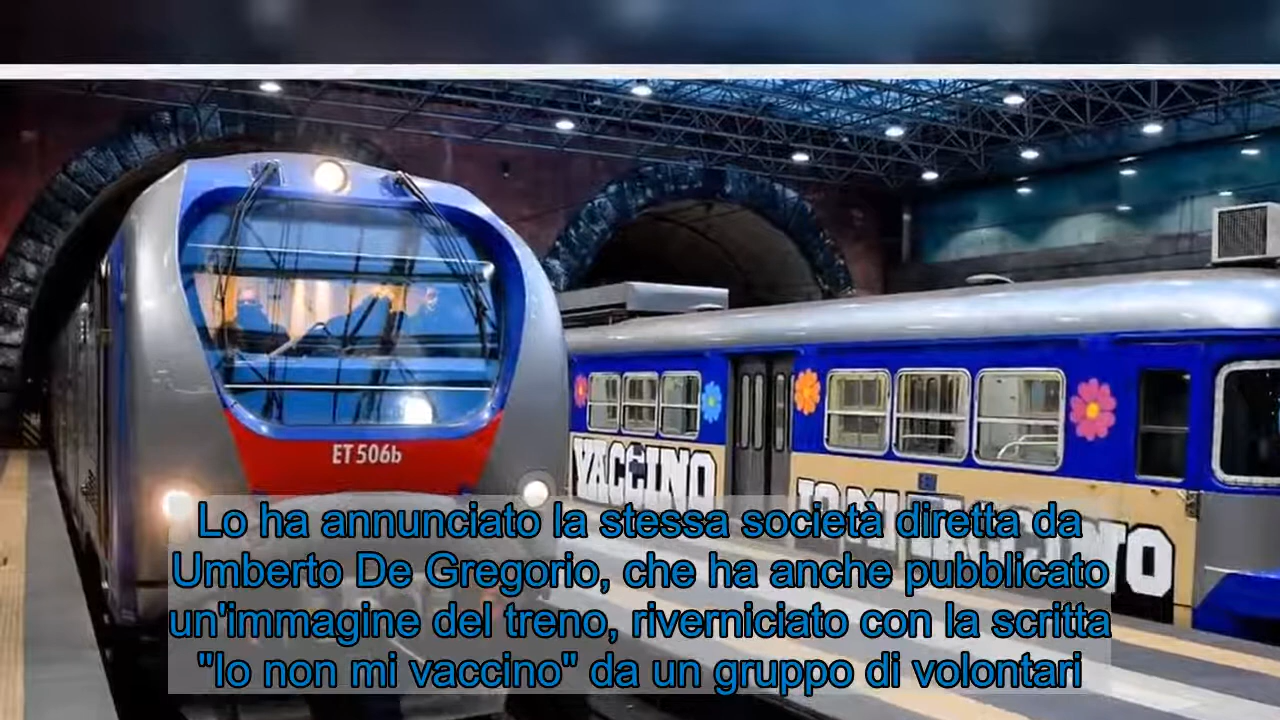 ET 506b
VACCINO
Lo ha annunciato la stessa società diretta da
Umberto De Gregorio, che ha anche pubblicato
un'immagine del treno, riverniciato con la scritta
"Io non mi vaccino" da un gruppo di volontari